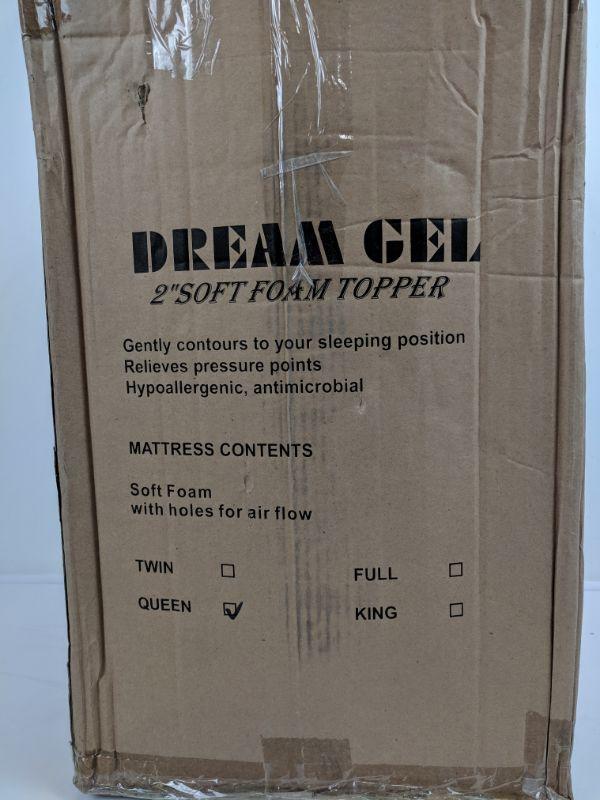 DREAM GEL
2"SOFT FOAM TOPPER
Gently contours to your sleeping position
Relieves pressure points
Hypoallergenic, antimicrobial
MATTRESS CONTENTS
Soft Foam
with holes for air flow
TWIN ☐ FULL ☐
QUEEN ☑ KING ☐